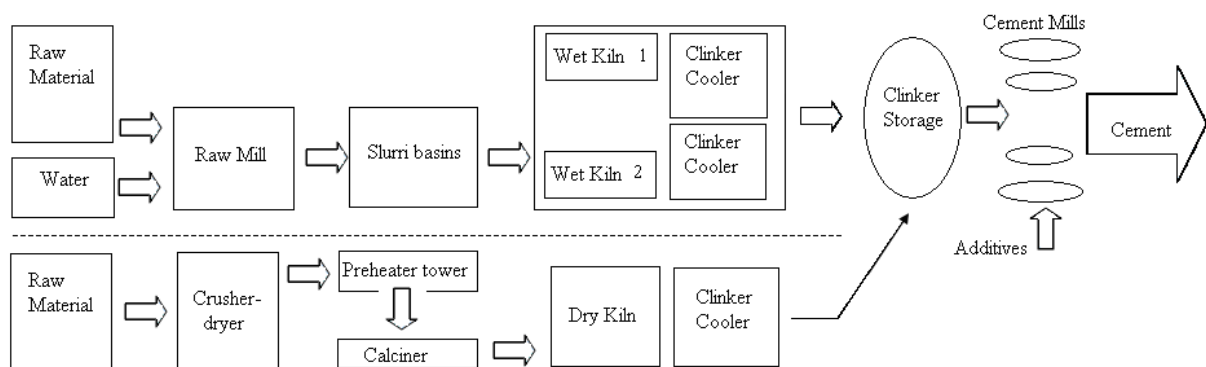 Raw
Material
Water
Raw Mill
Slurri basins
Wet Kiln 1
Clinker
Cooler
Wet Kiln 2
Clinker
Cooler
Clinker
Storage
Cement Mills
Cement
Additives
Raw
Material
Crusher-
dryer
Preheater tower
Calciner
Dry Kiln
Clinker
Cooler